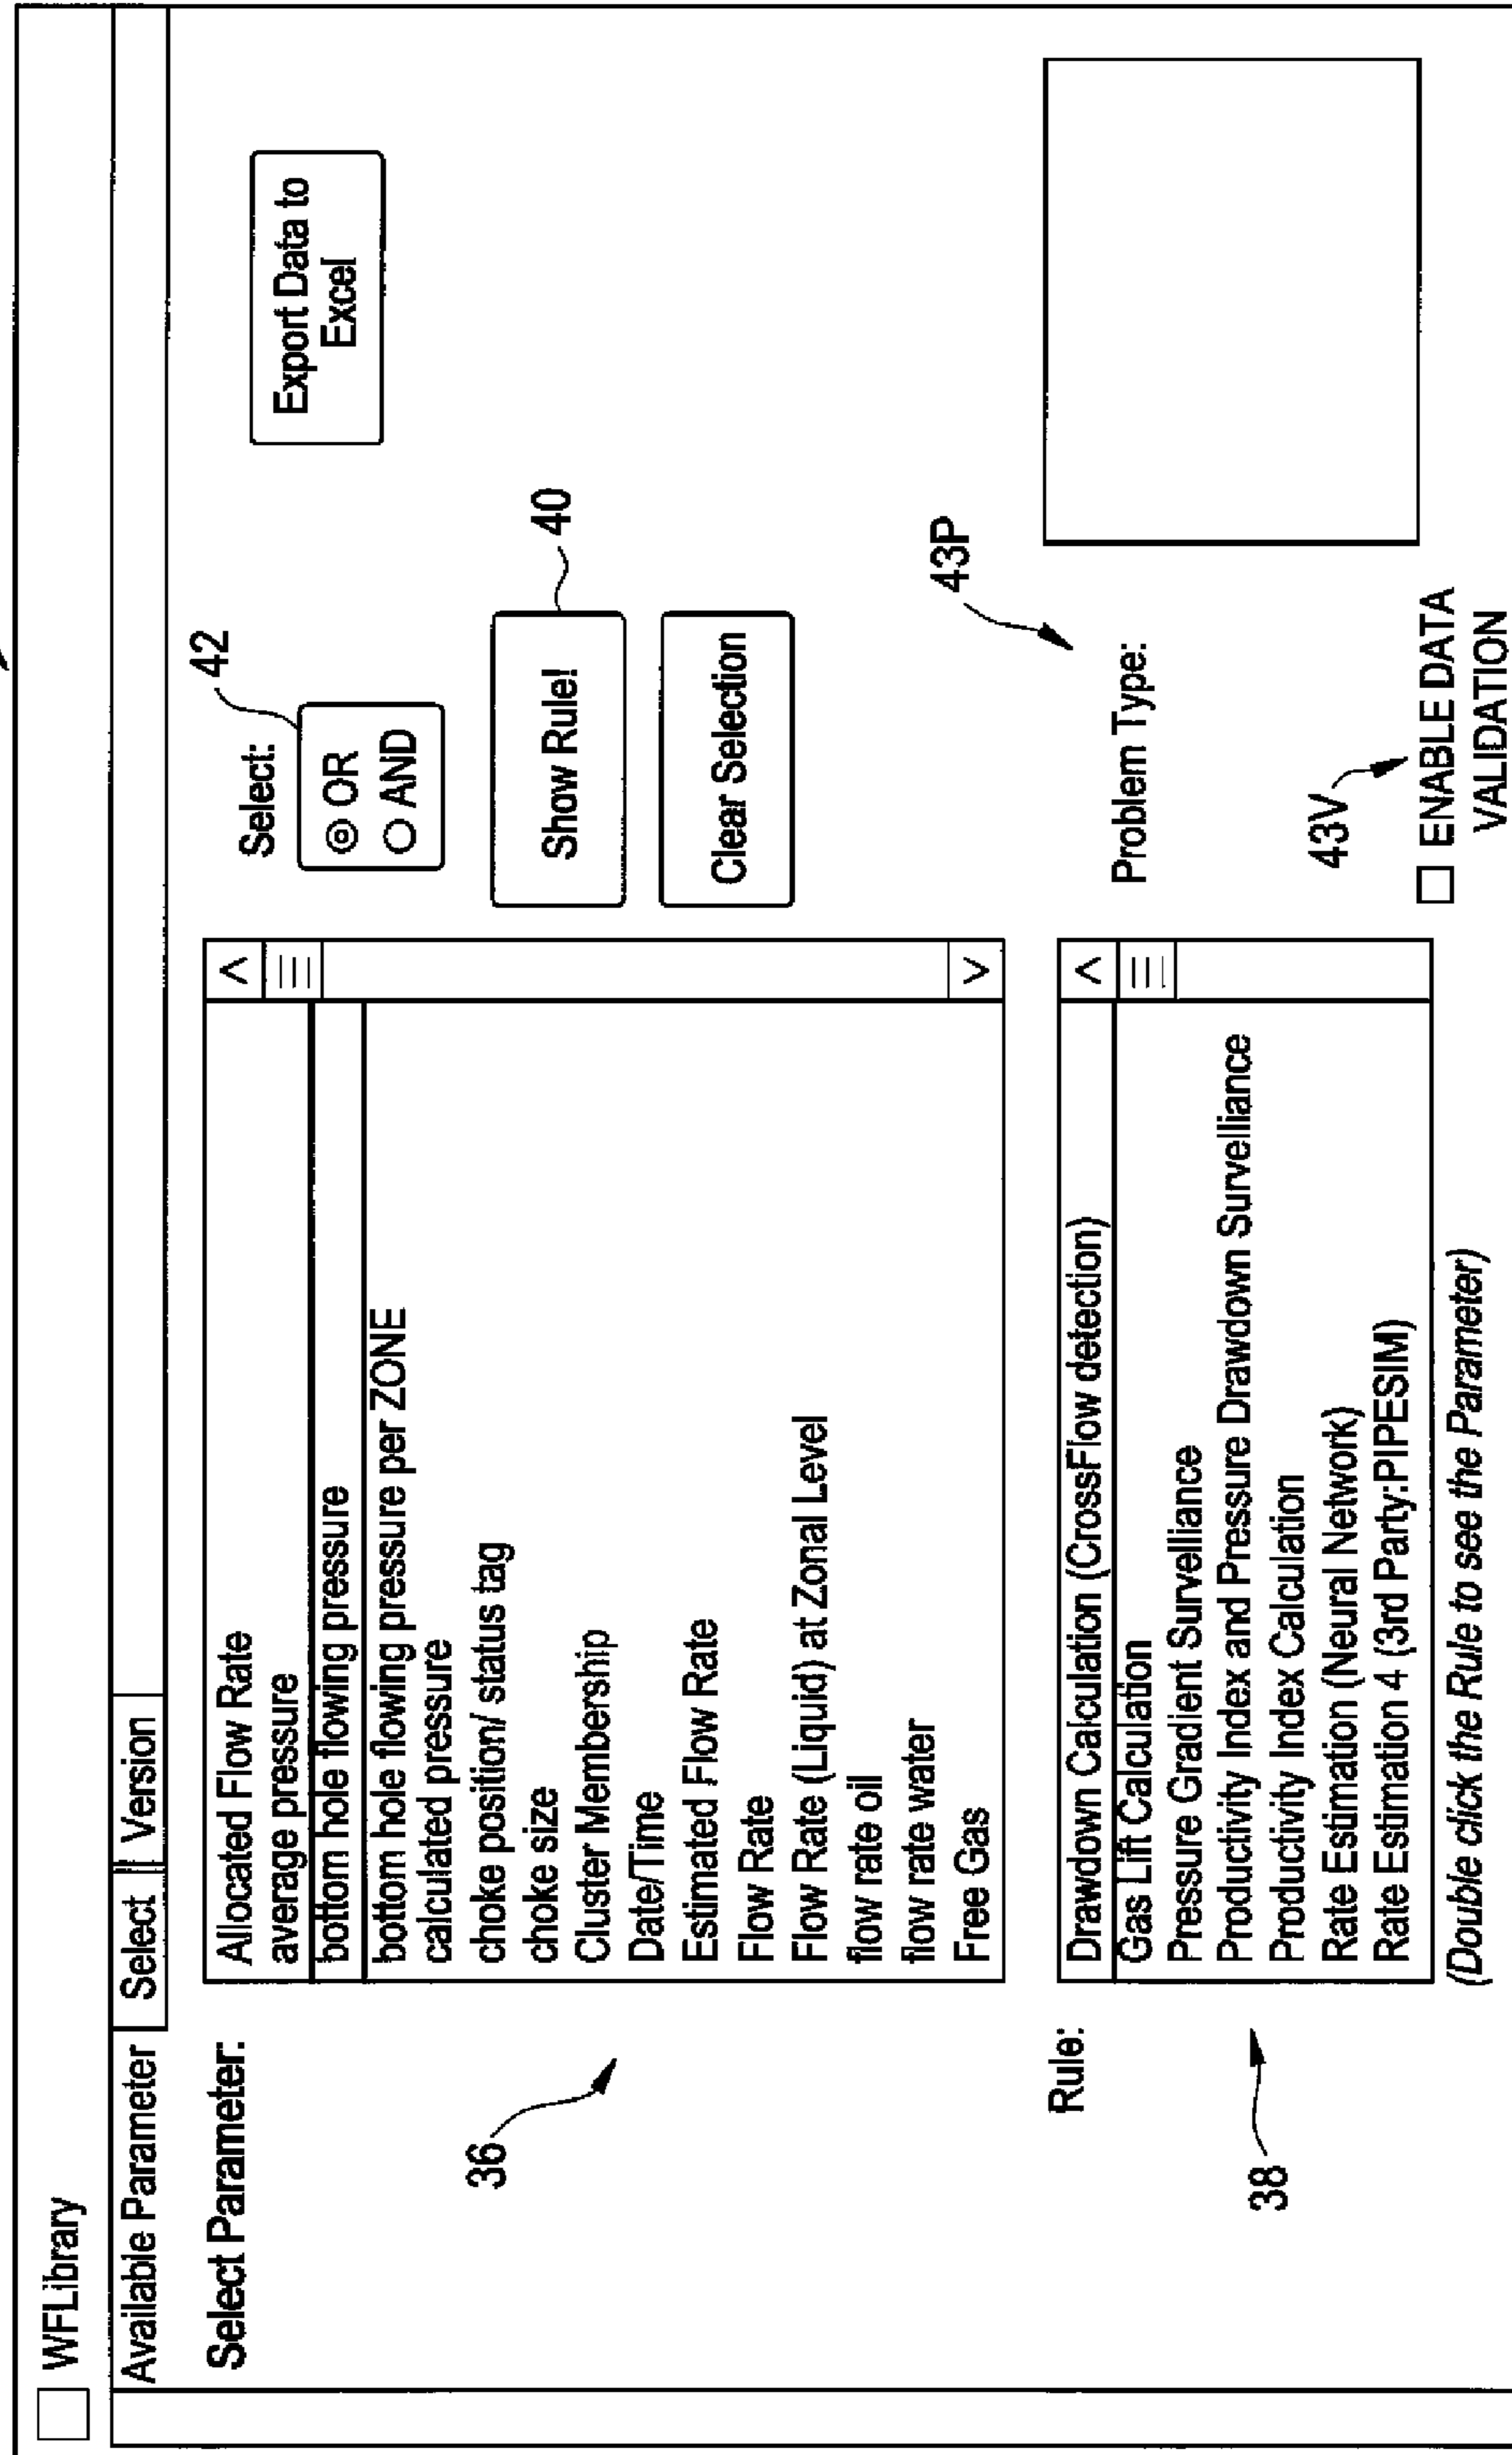 WFLibrary
Available Parameter
Select
Version
Select Parameter:
36
Allocated Flow Rate
average pressure
bottom hole flowing pressure
bottom hole flowing pressure per ZONE
calculated pressure
choke position/ status tag
choke size
Cluster Membership
Date/Time
Estimated Flow Rate
Flow Rate
Flow Rate (Liquid) at Zonal Level
flow rate oil
flow rate water
Free Gas
Select:
42
OR
AND
Show Rule!
40
Clear Selection
Export Data to
Excel
Rule:
38
Drawdown Calculation (CrossFlow detection)
Gas Lift Calculation
Pressure Gradient Survelliance
Productivity Index and Pressure Drawdown Survelliance
Productivity Index Calculation
Rate Estimation (Neural Network)
Rate Estimation 4 (3rd Party:PIPESIM)
(Double click the Rule to see the Parameter)
43P
Problem Type:
43V
ENABLE DATA
VALIDATION